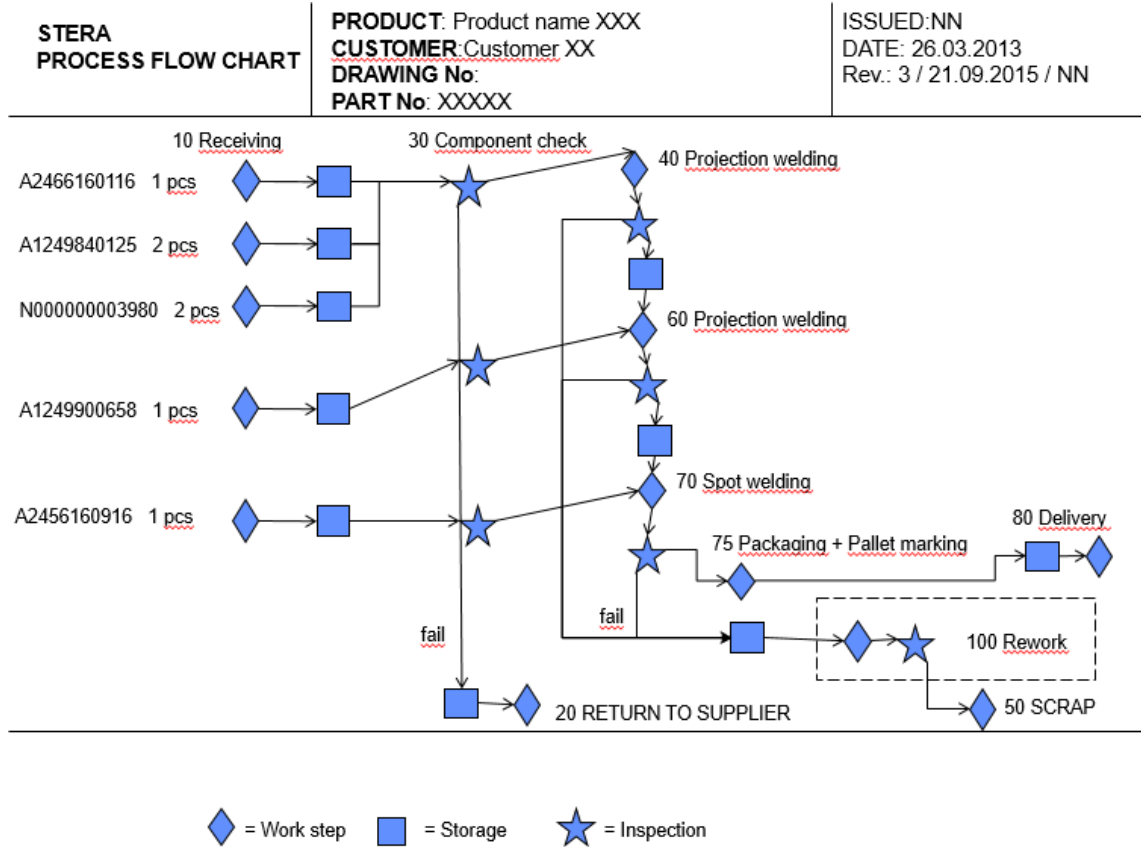 STERA
PROCESS FLOW CHART
PRODUCT: Product name XXX
CUSTOMER:Customer XX
DRAWING No:
PART No: XXXXX
ISSUED:NN
DATE: 26.03.2013
Rev.: 3 / 21.09.2015 / NN
10 Receiving
30 Component check
40 Projection welding
A2466160116 1 pcs
A1249840125 2 pcs
N000000003980 2 pcs
60 Projection welding
A1249900658 1 pcs
70 Spot welding
A2456160916 1 pcs
80 Delivery
75 Packaging + Pallet marking
fail
fail
100 Rework
50 SCRAP
20 RETURN TO SUPPLIER
= Work step
= Storage
= Inspection